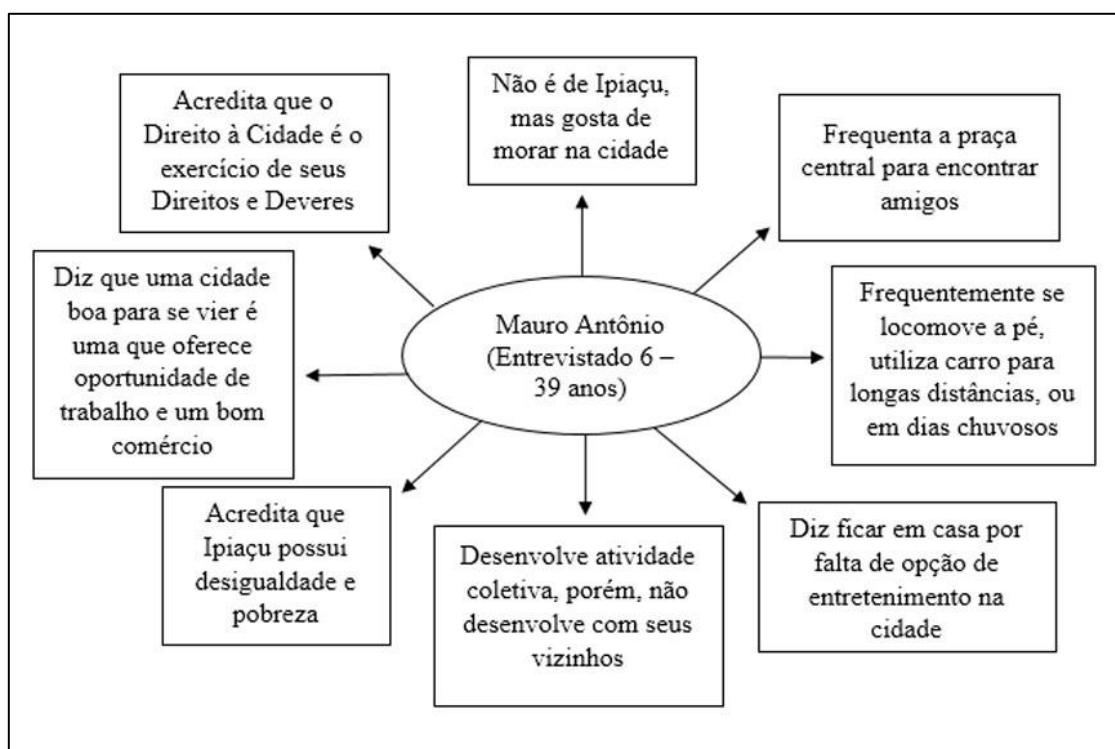 Acredita que o
Direito à Cidade é o
exercício de seus
Direitos e Deveres
Não é de Ipiaçu,
mas gosta de
morar na cidade
Frequenta a praça
central para encontrar
amigos
Diz que uma cidade
boa para se vier é
uma que oferece
oportunidade de
trabalho e um bom
comércio
Mauro Antônio
(Entrevistado 6 –
39 anos)
Frequentemente se
locomove a pé,
utiliza carro para
longas distâncias, ou
em dias chuvosos
Acredita que
Ipiaçu possui
desigualdade e
pobreza
Desenvolve atividade
coletiva, porém, não
desenvolve com seus
vizinhos
Diz ficar em casa por
falta de opção de
entretenimento na
cidade